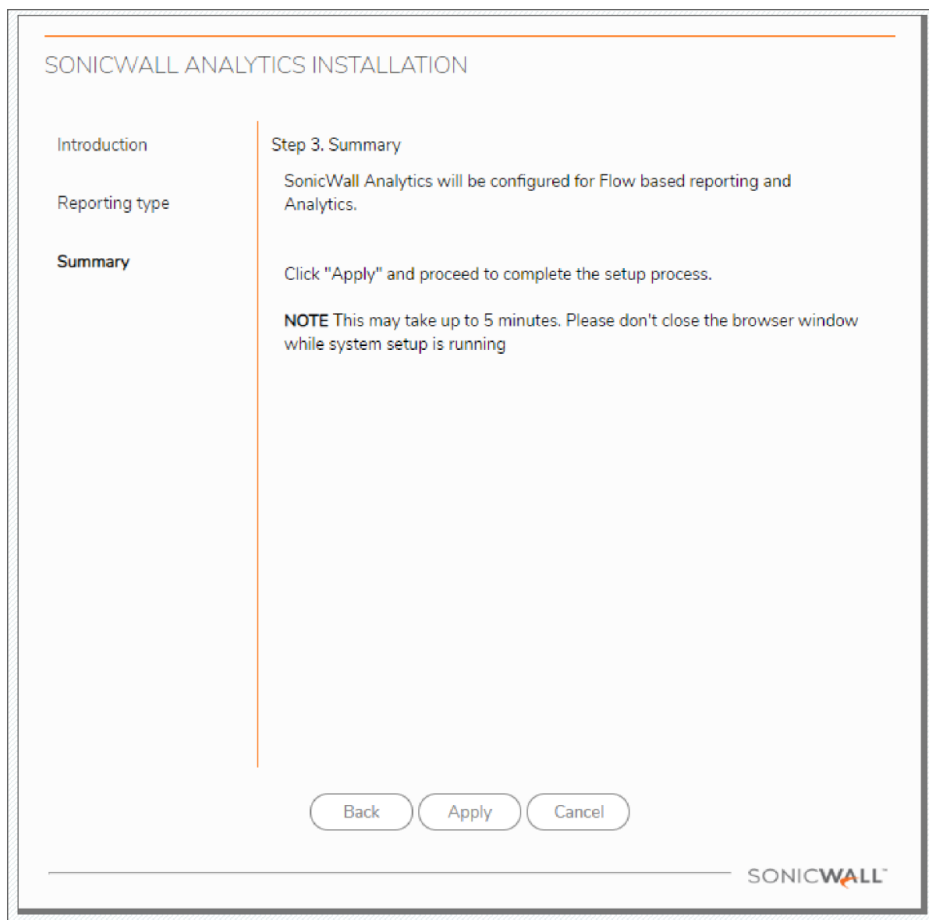 SONICWALL ANALYTICS INSTALLATION
Introduction
Reporting type
Summary
Step 3. Summary
SonicWall Analytics will be configured for Flow based reporting and
Analytics.
Click "Apply" and proceed to complete the setup process.
NOTE This may take up to 5 minutes. Please don't close the browser window
while system setup is running
Back Apply Cancel
SONICWALL™